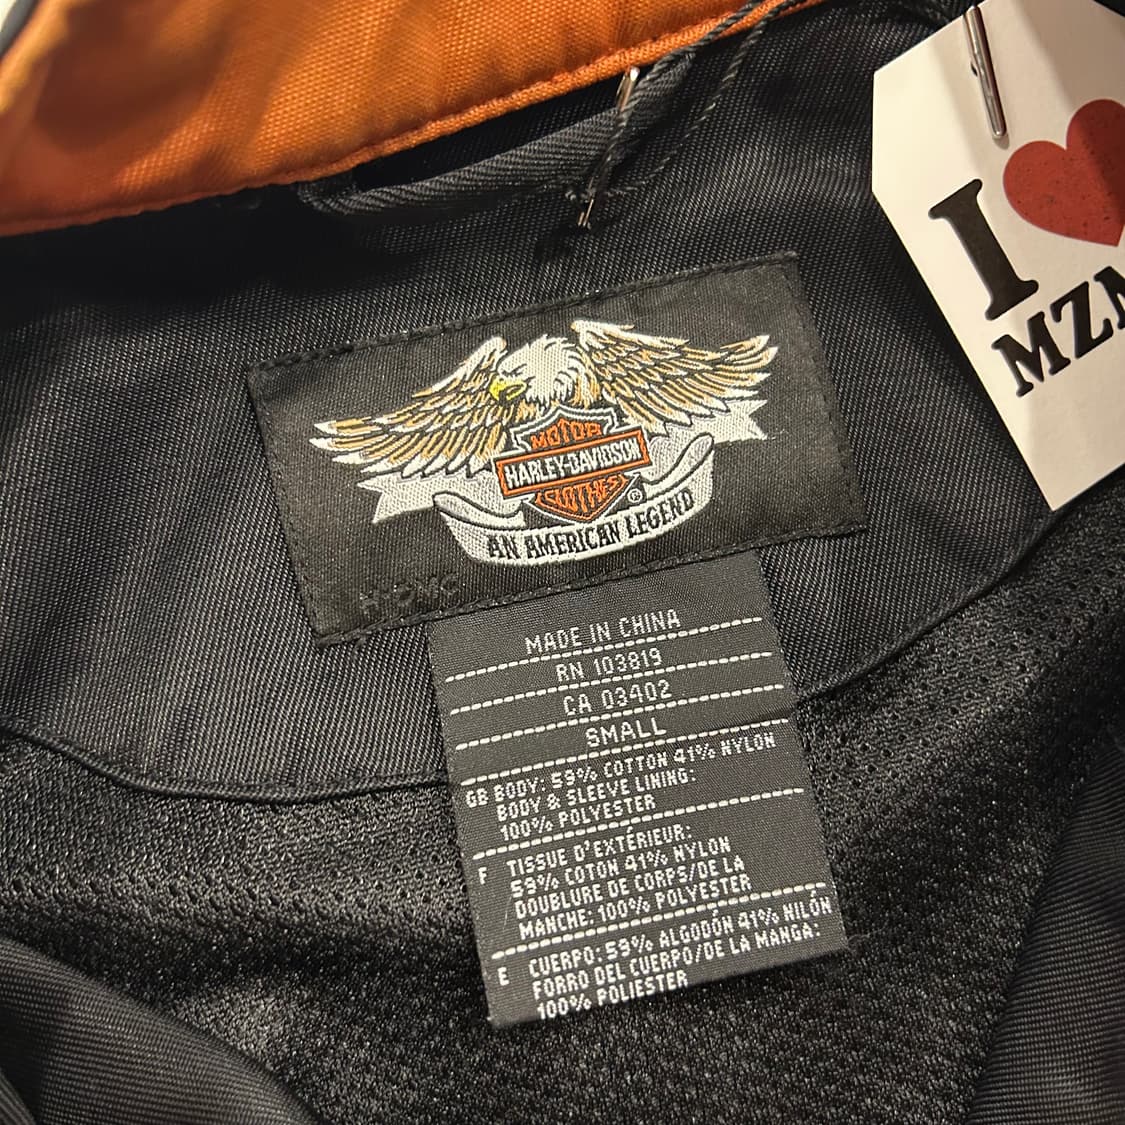 I
MZM
MOTOR
HARLEY-DAVIDSON
CLOTHES
®
AN AMERICAN LEGEND
MADE IN CHINA
RN 103819
CA 03402
SMALL
GB BODY: 59% COTTON 41% NYLON
BODY & SLEEVE LINING:
100% POLYESTER
F TISSUE D'EXTÉRIEUR:
59% COTON 41% NYLON
DOUBLURE DE CORPS/DE LA
MANCHE: 100% POLYESTER
E CUERPO: 59% ALGODÓN 41% NILÓN
FORRO DEL CUERPO/DE LA MANGA:
100% POLIESTER